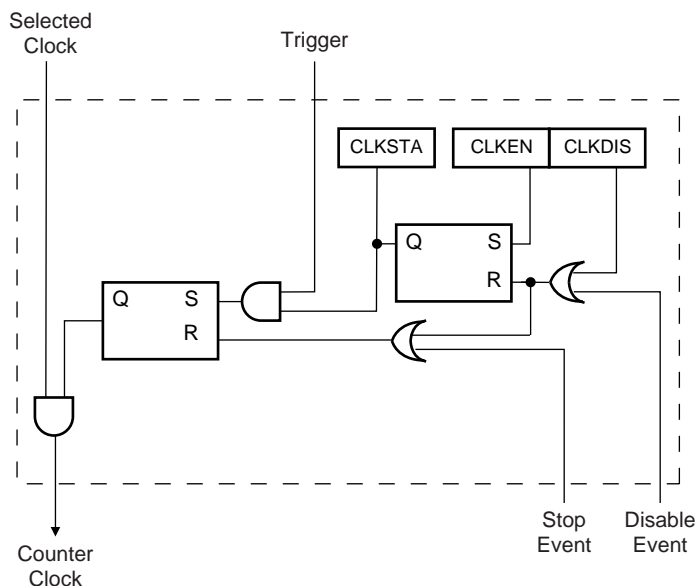 Selected
Clock
Trigger
CLKSTA
CLKEN
CLKDIS
Q
S
R
Q
S
R
Stop
Event
Disable
Event
Counter
Clock